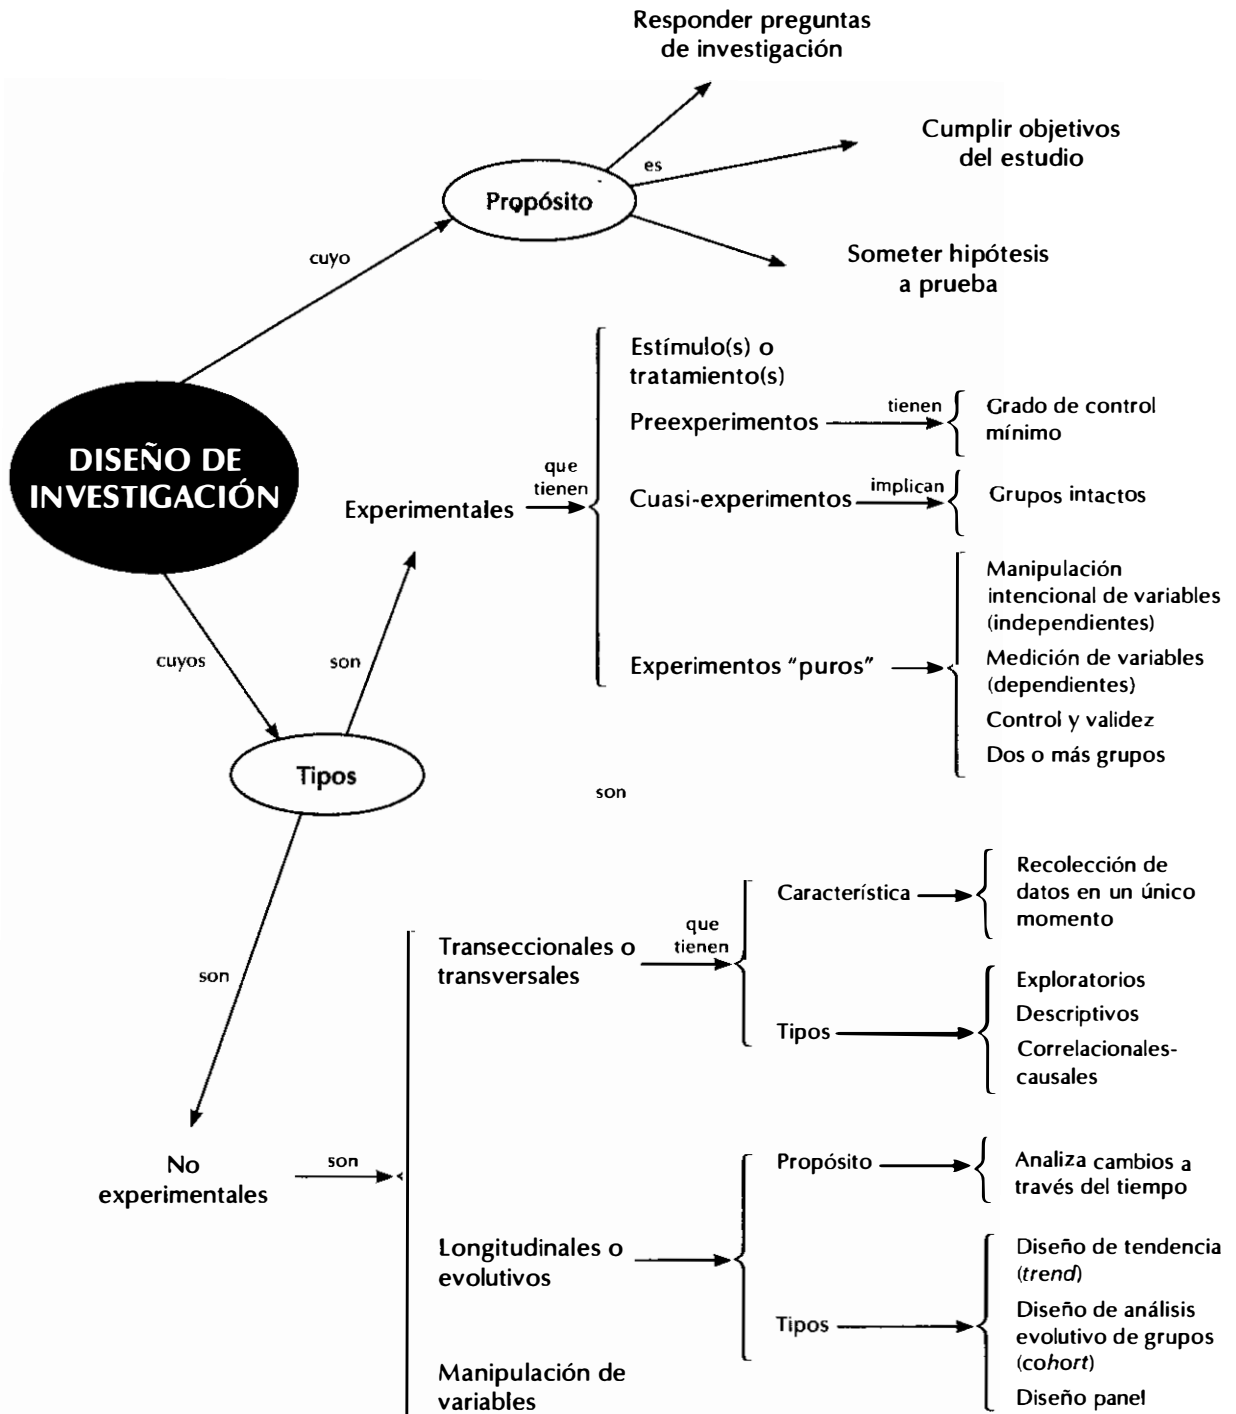 Responder preguntas
de investigación
Cumplir objetivos
del estudio
es
Propósito
cuyo
Someter hipótesis
a prueba
Estímulo(s) o
tratamiento(s)
Preexperimentos
tienen
Grado de control
mínimo
DISEÑO DE
INVESTIGACIÓN
Experimentales
que
tienen
Cuasi-experimentos
implican
Grupos intactos
Manipulación
intencional de variables
(independientes)
cuyos
son
Experimentos “puros”
Medición de variables
(dependientes)
Control y validez
Dos o más grupos
Tipos
son
Característica
Recolección de
datos en un único
momento
Transeccionales o
transversales
que
tienen
son
Tipos
Exploratorios
Descriptivos
Correlacionales-
causales
No
experimentales
son
Propósito
Analiza cambios a
través del tiempo
Longitudinales o
evolutivos
Tipos
Diseño de tendencia
(trend)
Diseño de análisis
evolutivo de grupos
(cohort)
Diseño panel
Manipulación de
variables